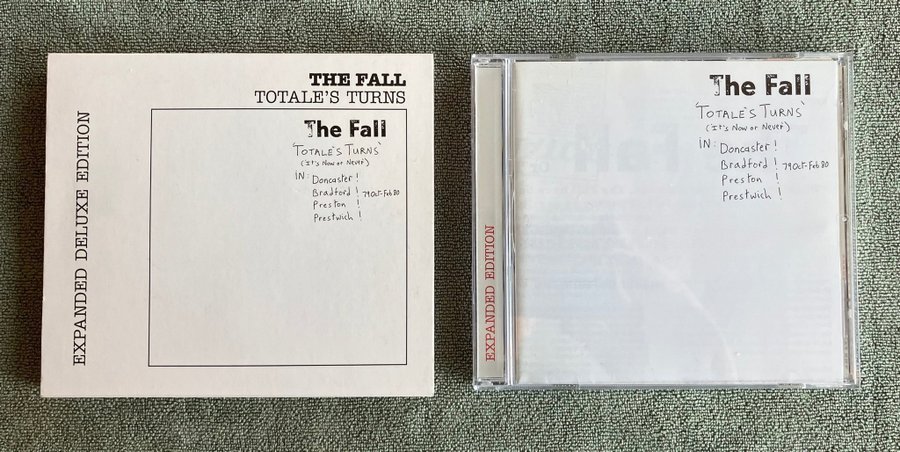 EXPANDED DELUXE EDITION
THE FALL
TOTALE'S TURNS
The Fall
'TOTALE'S TURNS'
(It's Now or Never)
IN: Doncaster!
Bradford! 79 Oct-Feb 80
Preston!
Prestwich!
EXPANDED EDITION
The Fall
'TOTALE'S TURNS'
(It's Now or Never)
IN: Doncaster!
Bradford! 79 Oct-Feb 80
Preston!
Prestwich!